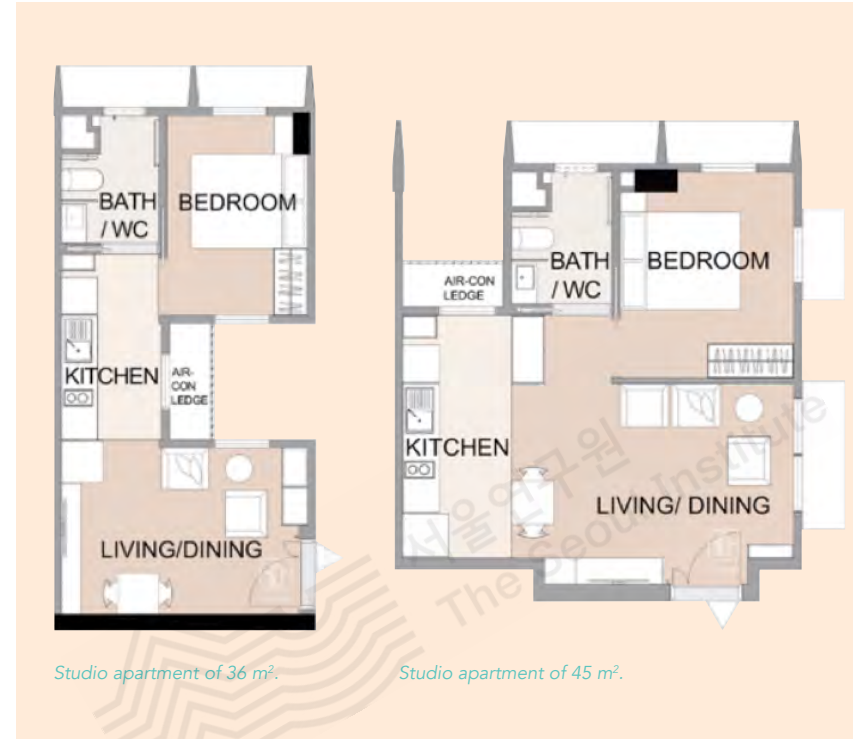 BATH
/ WC
BEDROOM
KITCHEN
AIR-
CON
LEDGE
LIVING/DINING
Studio apartment of 36 m².
AIR-CON
LEDGE
BATH
/ WC
BEDROOM
KITCHEN
LIVING/ DINING
Studio apartment of 45 m².
서울연구원
The Seoul Institute